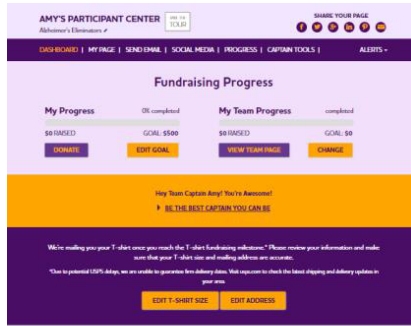 AMY'S PARTICIPANT CENTER
TOUR
SHARE YOUR PAGE
Alzheimer's Eliminators
DASHBOARD | MY PAGE | SEND EMAIL | SOCIAL MEDIA | PROGRESS | CAPTAIN TOOLS | ALERTS
Fundraising Progress
My Progress 0% completed My Team Progress completed
$0 RAISED GOAL: $500 $0 RAISED GOAL: $0
DONATE EDIT GOAL VIEW TEAM PAGE CHANGE
Hey Team Captain Amy! You're Awesome!
BE THE BEST CAPTAIN YOU CAN BE
We're mailing you your T-shirt once you reach the T-shirt fundraising milestone.* Please review your information and make
sure that your T-shirt size and mailing address are accurate.
*Due to potential USPS delays, we are unable to guarantee firm delivery dates. Visit usps.com to check the latest shipping and delivery updates in
your area.
EDIT T-SHIRT SIZE EDIT ADDRESS